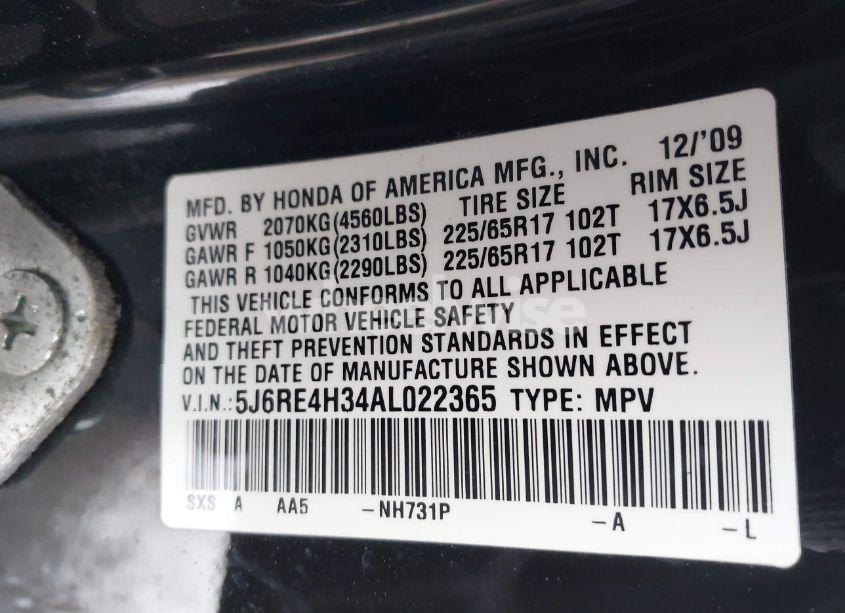 MFD. BY HONDA OF AMERICA MFG., INC. 12/'09
GVWR 2070KG(4560LBS) TIRE SIZE RIM SIZE
GAWR F 1050KG(2310LBS) 225/65R17 102T 17X6.5J
GAWR R 1040KG(2290LBS) 225/65R17 102T 17X6.5J
THIS VEHICLE CONFORMS TO ALL APPLICABLE
FEDERAL MOTOR VEHICLE SAFETY
AND THEFT PREVENTION STANDARDS IN EFFECT
ON THE DATE OF MANUFACTURE SHOWN ABOVE.
V.I.N.: 5J6RE4H34AL022365 TYPE: MPV
SXS A AA5 -NH731P -A -L